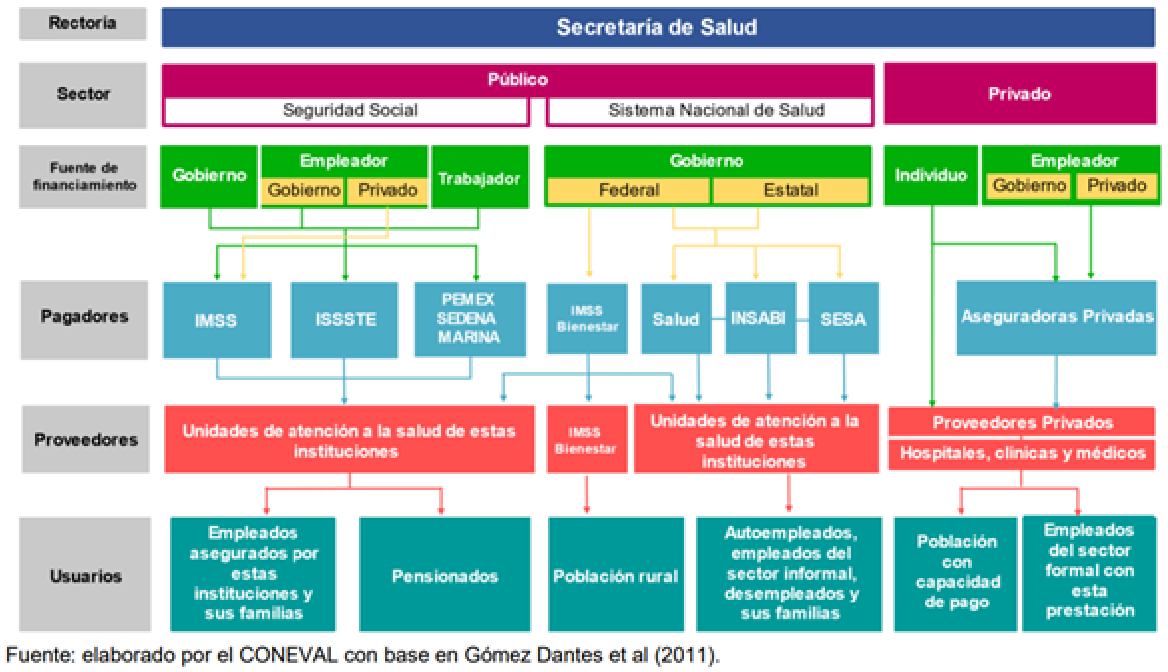 Rectoría
Secretaría de Salud
Sector
Público
Seguridad Social
Sistema Nacional de Salud
Privado
Fuente de
financiamiento
Gobierno
Empleador
Gobierno
Privado
Trabajador
Gobierno
Federal
Estatal
Individuo
Empleador
Gobierno
Privado
Pagadores
IMSS
ISSSTE
PEMEX
SEDENA
MARINA
IMSS
Bienestar
Salud
INSABI
SESA
Aseguradoras Privadas
Proveedores
Unidades de atención a la salud de estas
instituciones
IMSS
Bienestar
Unidades de atención a la
salud de estas
instituciones
Proveedores Privados
Hospitales, clínicas y médicos
Usuarios
Empleados
asegurados por
estas
instituciones y
sus familias
Pensionados
Población rural
Autoempleados,
empleados del
sector informal,
desempleados y
sus familias
Población
con
capacidad
de pago
Empleados
del sector
formal con
esta
prestación
Fuente: elaborado por el CONEVAL con base en Gómez Dantes et al (2011).